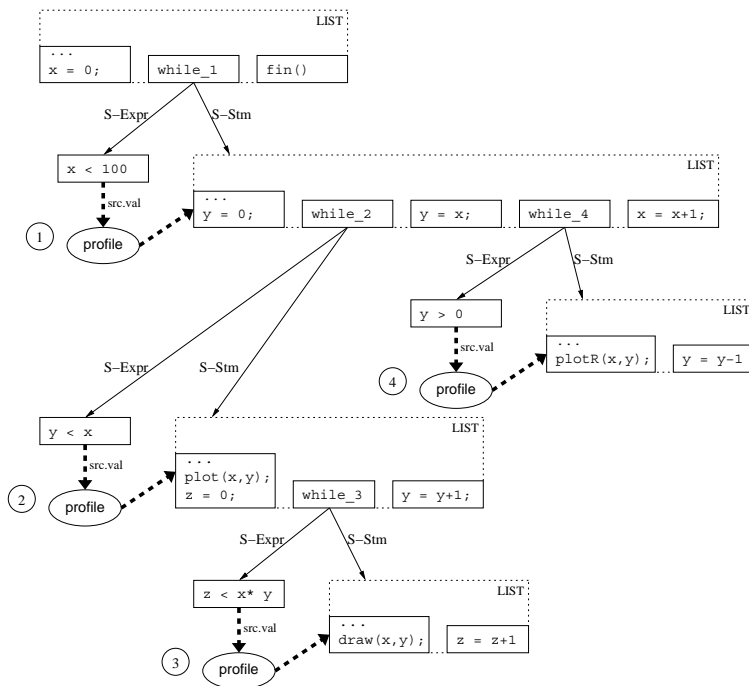 LIST
...
x = 0;
while_1
fin()
S-Expr
S-Stm
x < 100
LIST
src.val
...
y = 0;
while_2
y = x;
while_4
x = x+1;
1
profile
S-Expr
S-Stm
y > 0
LIST
src.val
...
plotR(x,y);
y = y-1
4
profile
S-Expr
S-Stm
y < x
LIST
src.val
...
plot(x,y);
z = 0;
while_3
y = y+1;
2
profile
S-Expr
S-Stm
z < x* y
LIST
src.val
...
draw(x,y);
z = z+1
3
profile